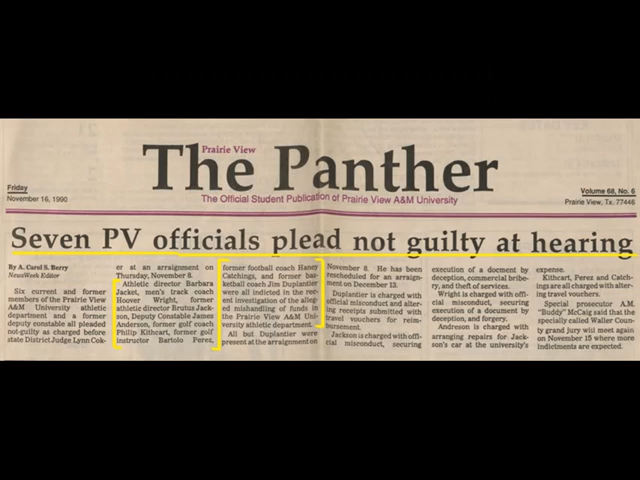 Prairie View
The Panther
Friday
November 16, 1990
The Official Student Publication of Prairie View A&M University
Volume 68, No. 6
Prairie View, Tx. 77446
Seven PV officials plead not guilty at hearing
By A. Carol S. Berry
NewsWeek Editor
Six current and former
members of the Prairie View
A&M University athletic
department and a former
deputy constable all pleaded
not-guilty as charged before
state District Judge Lynn Cok-
er at an arraignment on
Thursday, November 8.
Athletic director Barbara
Jacket, men's track coach
Hoover Wright, former
athletic director Brutus Jack-
son, Deputy Constable James
Anderson, former golf coach
Philip Kithcart, former golf
instructor Bartolo Perez,
former football coach Haney
Catchings, and former bas-
ketball coach Jim Duplantier
were all indicted in the rec-
ent investigation of the alleg-
ed mishandling of funds in
the Prairie View A&M Uni-
versity athletic department.
All but Duplantier were
present at the arraignment on
November 8. He has been
rescheduled for an arraign-
ment on December 13.
Duplantier is charged with
official misconduct and alter-
ing receipts submitted with
travel vouchers for reim-
bursement.
Jackson is charged with offi-
cial misconduct, securing
execution of a document by
deception, commercial bribe-
ry, and theft of services.
Wright is charged with offi-
cial misconduct, securing
execution of a document by
deception, and forgery.
Andreson is charged with
arranging repairs for Jack-
son's car at the university's
expense.
Kithcart, Perez and Catch-
ings are all charged with alter-
ing travel vouchers.
Special prosecutor A.M.
"Buddy" McCaig said that the
specially called Waller Coun-
ty grand jury will meet again
on November 15 where more
indictments are expected.